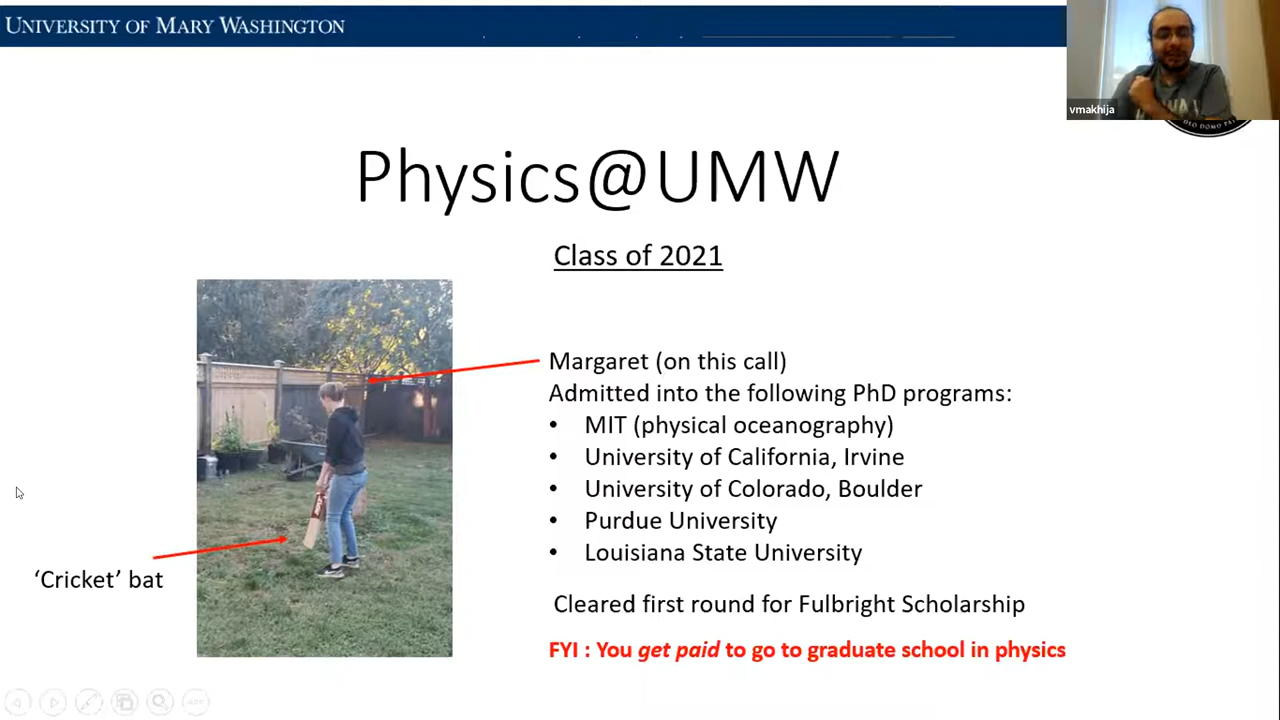 UNIVERSITY OF MARY WASHINGTON
vmakhija
Physics@UMW
Class of 2021
Margaret (on this call)
Admitted into the following PhD programs:
• MIT (physical oceanography)
• University of California, Irvine
• University of Colorado, Boulder
• Purdue University
• Louisiana State University
‘Cricket’ bat
Cleared first round for Fulbright Scholarship
FYI : You get paid to go to graduate school in physics